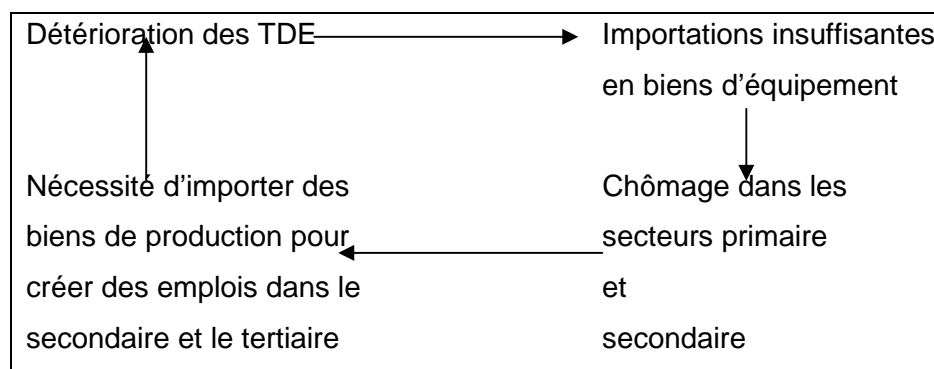 Détérioration des TDE
Importations insuffisantes
en biens d'équipement
Chômage dans les
secteurs primaire
et
secondaire
Nécessité d'importer des
biens de production pour
créer des emplois dans le
secondaire et le tertiaire